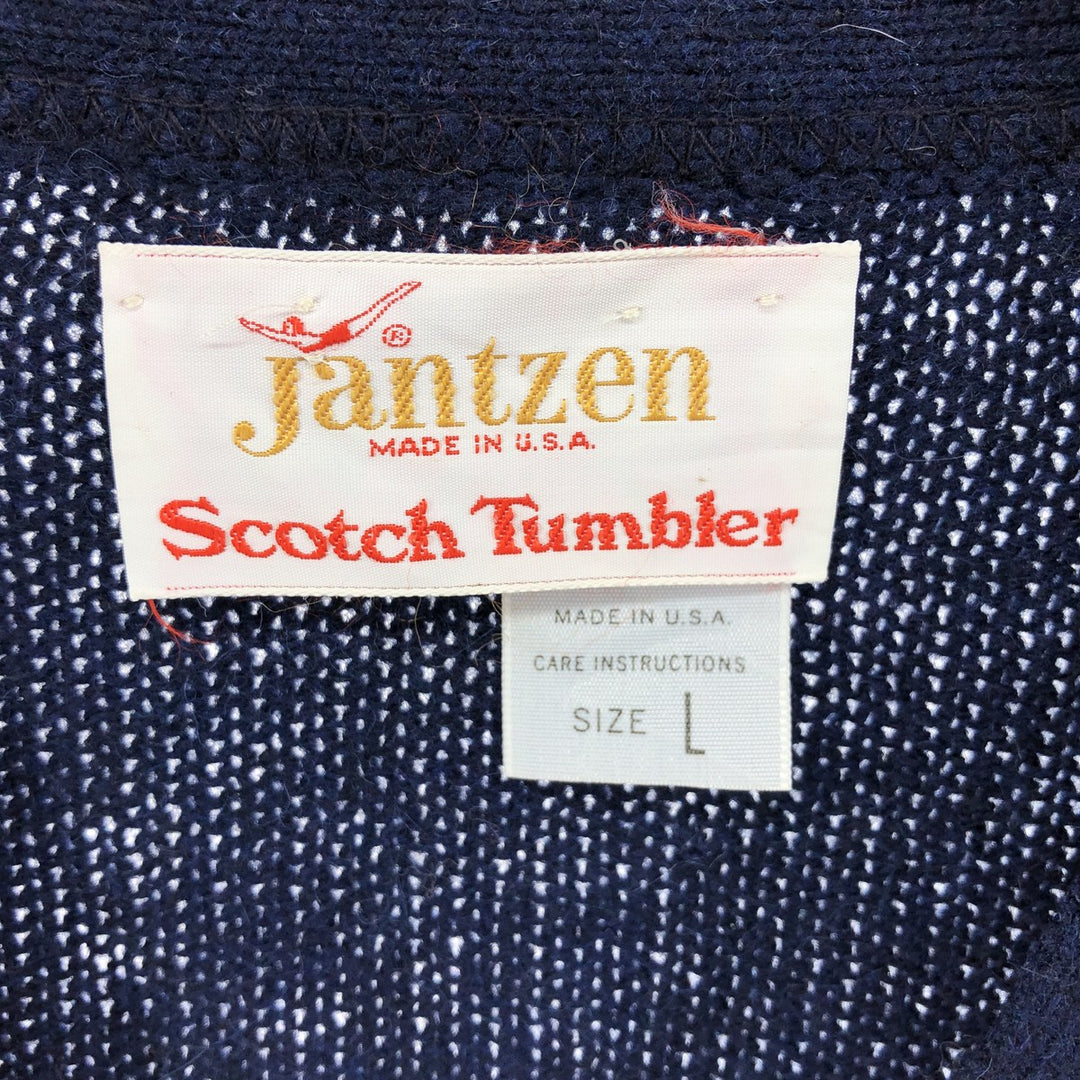 ®
Jantzen
MADE IN U.S.A.
Scotch Tumbler
MADE IN U.S.A.
CARE INSTRUCTIONS
SIZE L